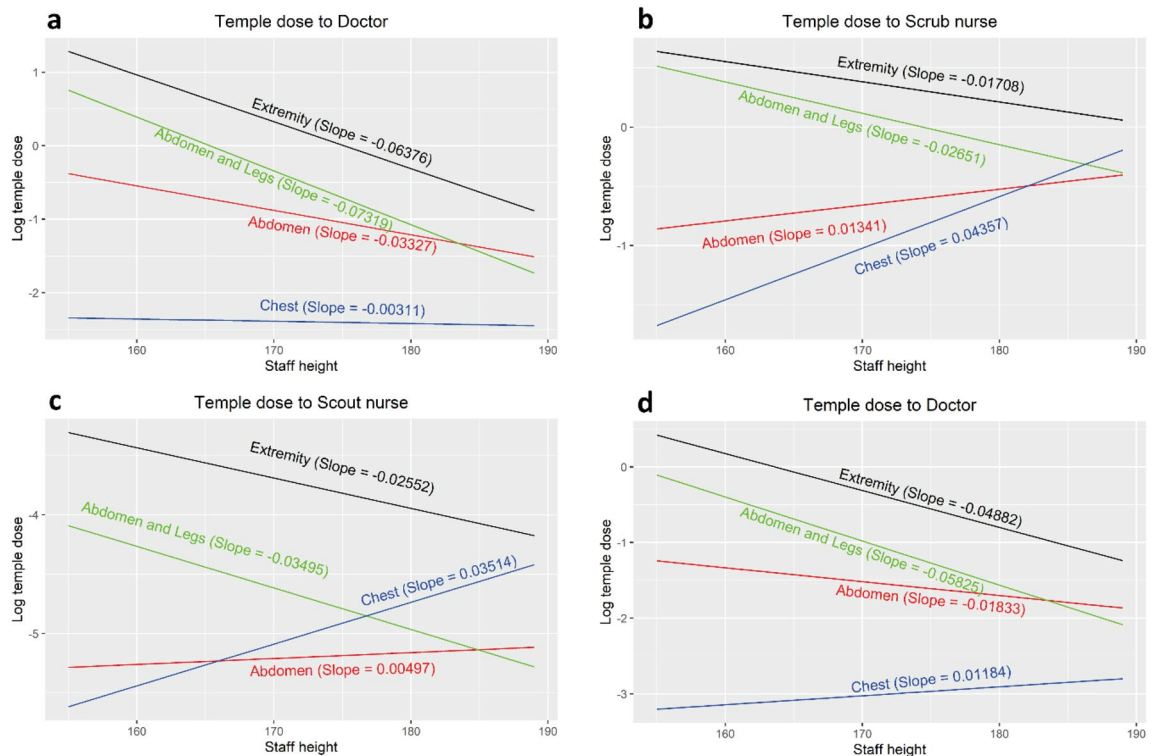 a
Temple dose to Doctor
Log temple dose
1
0
-1
-2
Extremity (Slope = -0.06376)
Abdomen and Legs (Slope = -0.07319)
Abdomen (Slope = -0.03327)
Chest (Slope = -0.00311)
160
170
180
190
Staff height
b
Temple dose to Scrub nurse
Log temple dose
0
-1
Extremity (Slope = -0.01708)
Abdomen and Legs (Slope = -0.02651)
Abdomen (Slope = 0.01341)
Chest (Slope = 0.04357)
160
170
180
190
Staff height
c
Temple dose to Scout nurse
Log temple dose
-4
-5
Extremity (Slope = -0.02552)
Abdomen and Legs (Slope = -0.03495)
Chest (Slope = 0.03514)
Abdomen (Slope = 0.00497)
160
170
180
190
Staff height
d
Temple dose to Doctor
Log temple dose
0
-1
-2
-3
Extremity (Slope = -0.04882)
Abdomen and Legs (Slope = -0.05825)
Abdomen (Slope = -0.01833)
Chest (Slope = 0.01184)
160
170
180
190
Staff height